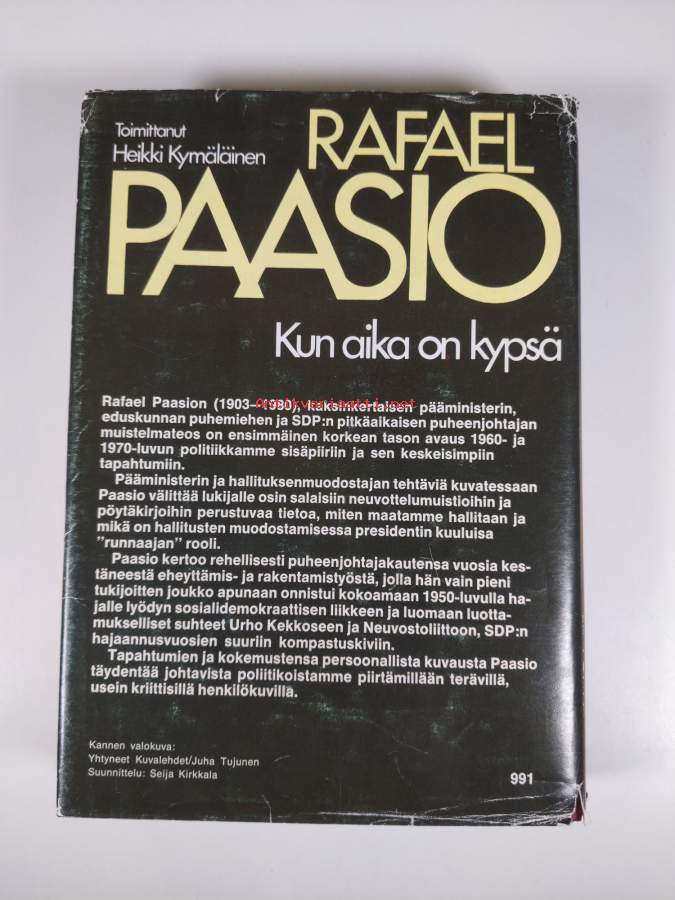 Toimittanut
Heikki Kymäläinen
RAFAEL
PAASIO
Kun aika on kypsä
Rafael Paasion (1903—1980), kaksinkertaisen pääministerin,
antikvariaatti.net
eduskunnan puhemiehen ja SDP:n pitkäaikaisen puheenjohtajan
muistelmateos on ensimmäinen korkean tason avaus 1960- ja
1970-luvun politiikkamme sisäpiiriin ja sen keskeisimpiin
tapahtumiin.
Pääministerin ja hallituksenmuodostajan tehtäviä kuvatessaan
Paasio välittää lukijalle osin salaisiin neuvottelumuistioihin ja
pöytäkirjoihin perustuvaa tietoa, miten maatamme hallitaan ja
mikä on hallitusten muodostamisessa presidentin kuuluisa
"runnaajan" rooli.
Paasio kertoo rehellisesti puheenjohtajakautensa vuosia kes-
täneestä eheyttämis- ja rakentamistyöstä, jolla hän vain pieni
tukijoitten joukko apunaan onnistui kokoamaan 1950-luvulla ha-
jalle lyödyn sosialidemokraattisen liikkeen ja luomaan luotta-
mukselliset suhteet Urho Kekkoseen ja Neuvostoliittoon, SDP:n
hajaannusvuosien suuriin kompastuskiviin.
Tapahtumien ja kokemustensa persoonallista kuvausta Paasio
täydentää johtavista poliitikoistamme piirtämillään terävillä,
usein kriittisillä henkilökuvilla.
Kannen valokuva:
Yhtyneet Kuvalehdet/Juha Tujunen
Suunnittelu: Seija Kirkkala
991